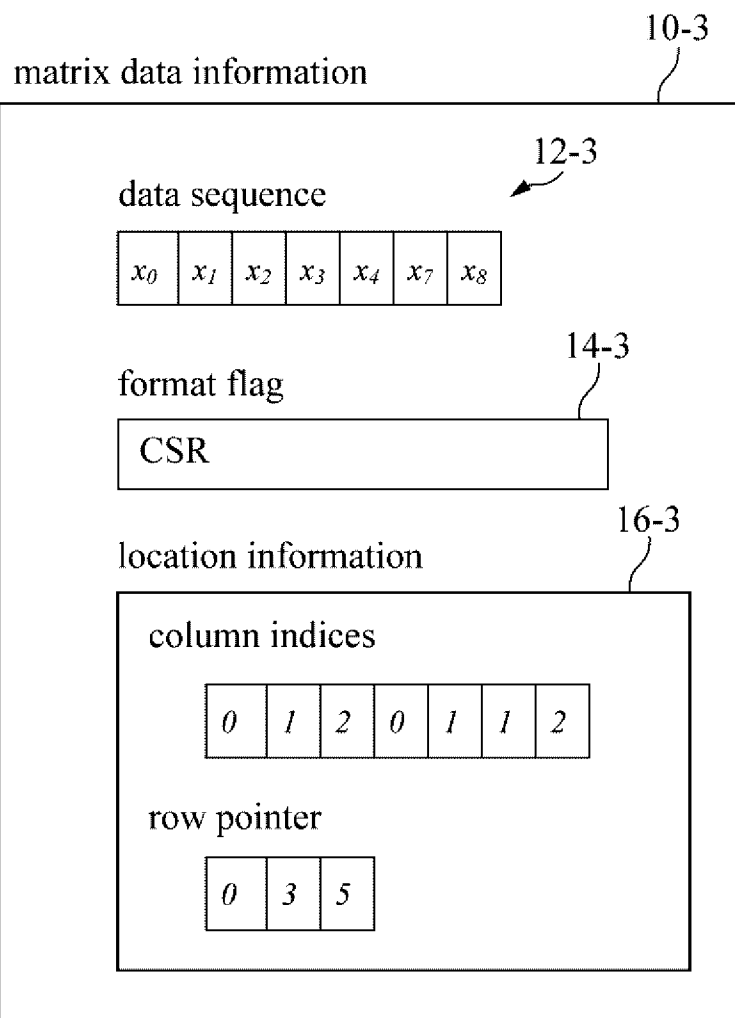 10-3
matrix data information
12-3
data sequence
x0 x1 x2 x3 x4 x7 x8
14-3
format flag
CSR
16-3
location information
column indices
0 1 2 0 1 1 2
row pointer
0 3 5